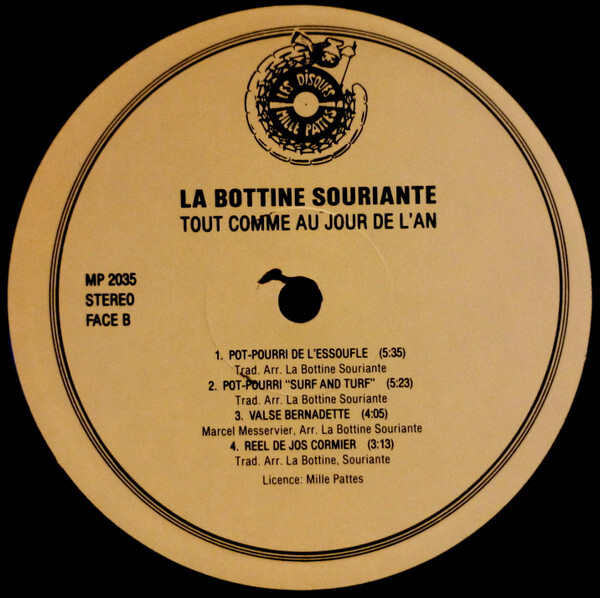 LES DISQUES
MILLE PATTES
LA BOTTINE SOURIANTE
TOUT COMME AU JOUR DE L'AN
MP 2035
STEREO
FACE B
1. POT-POURRI DE L'ESSOUFLE (5:35)
Trad. Arr. La Bottine Souriante
2. POT-POURRI "SURF AND TURF" (5:23)
Trad. Arr. La Bottine Souriante
3. VALSE BERNADETTE (4:05)
Marcel Messervier, Arr. La Bottine Souriante
4. REEL DE JOS CORMIER (3:13)
Trad. Arr. La Bottine, Souriante
Licence: Mille Pattes